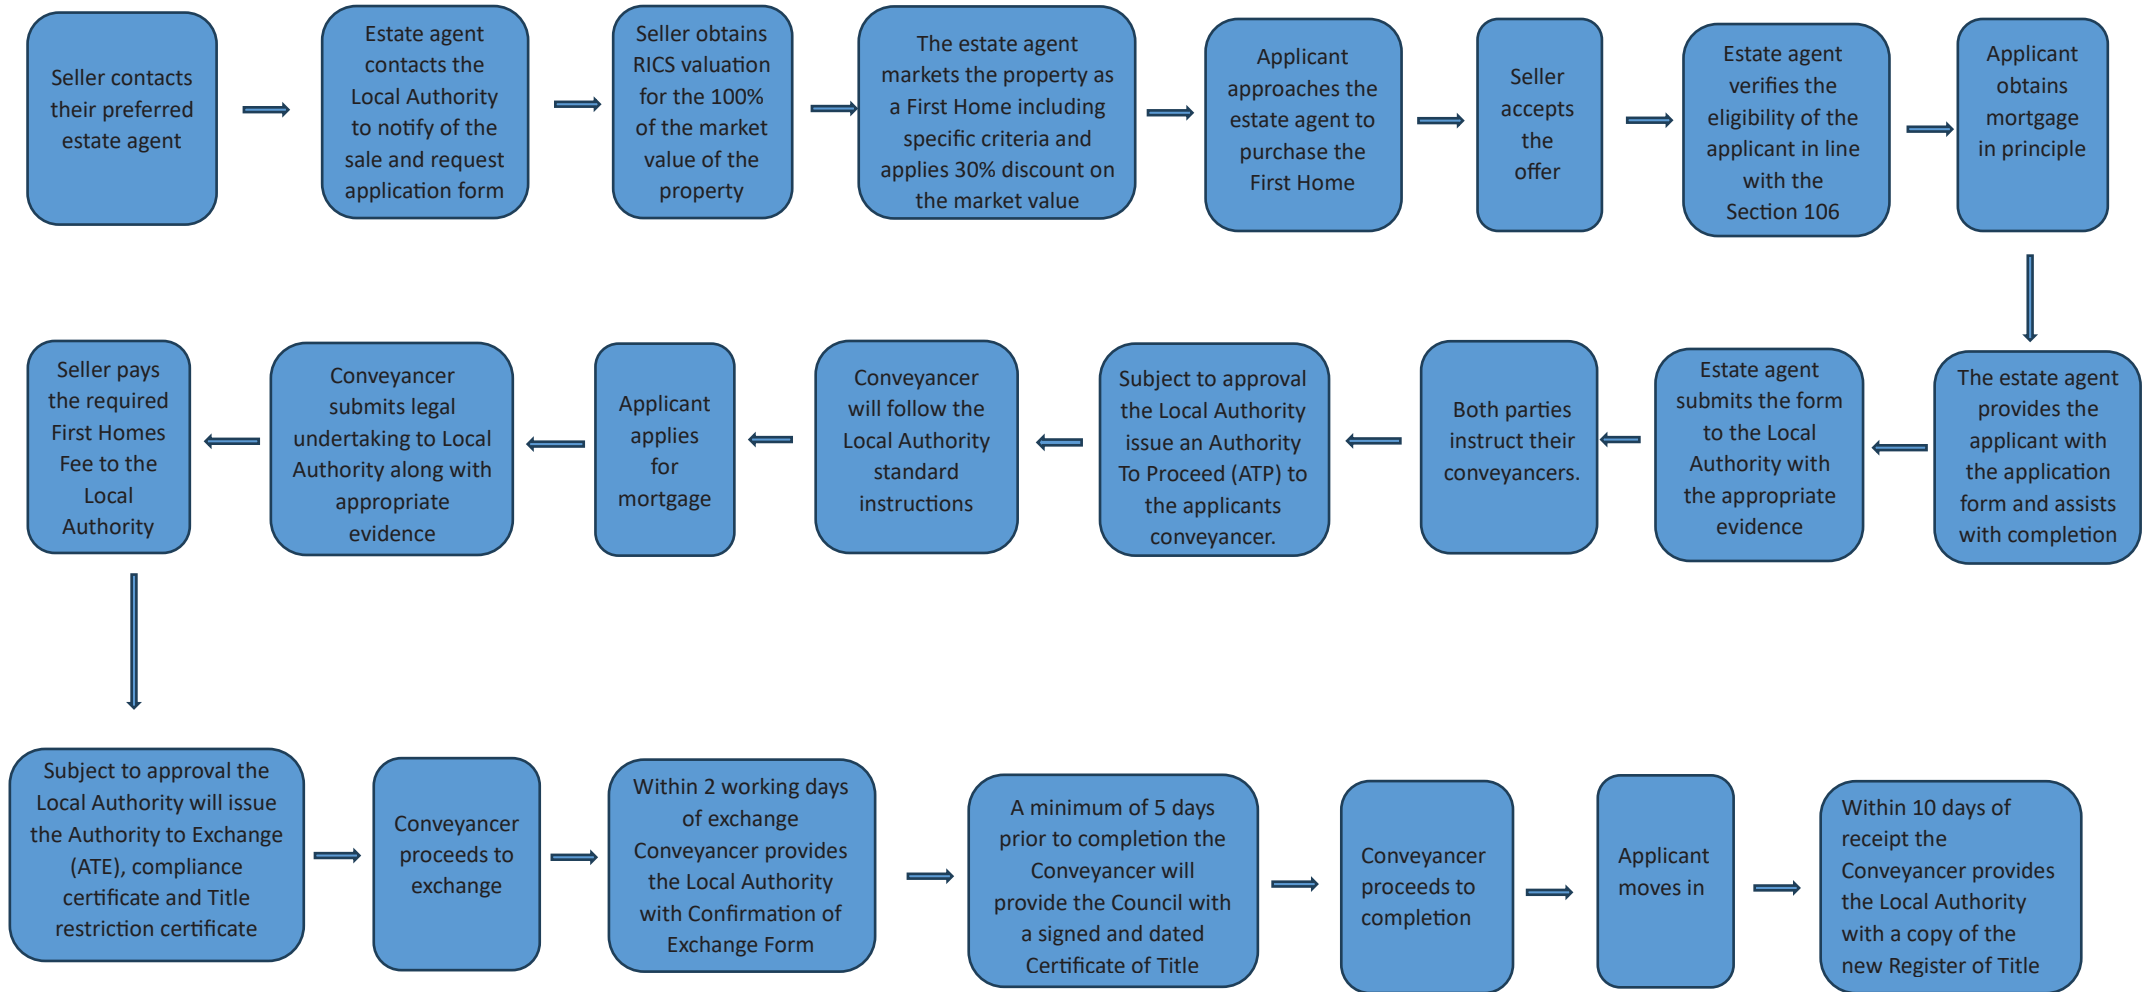 Seller contacts
their preferred
estate agent
Estate agent
contacts the
Local Authority
to notify of the
sale and request
application form
Seller obtains
RICS valuation
for the 100%
of the market
value of the
property
The estate agent
markets the property as
a First Home including
specific criteria and
applies 30% discount on
the market value
Applicant
approaches the
estate agent to
purchase the
First Home
Seller
accepts
the
offer
Estate agent
verifies the
eligibility of the
applicant in line
with the
Section 106
Applicant
obtains
mortgage
in principle
The estate agent
provides the
applicant with
the application
form and assists
with completion
Estate agent
submits the form
to the Local
Authority with
the appropriate
evidence
Both parties
instruct their
conveyancers.
Subject to approval
the Local Authority
issue an Authority
To Proceed (ATP) to
the applicants
conveyancer.
Conveyancer
will follow the
Local Authority
standard
instructions
Applicant
applies
for
mortgage
Conveyancer
submits legal
undertaking to Local
Authority along with
appropriate
evidence
Seller pays
the required
First Homes
Fee to the
Local
Authority
Subject to approval the
Local Authority will issue
the Authority to Exchange
(ATE), compliance
certificate and Title
restriction certificate
Conveyancer
proceeds to
exchange
Within 2 working days
of exchange
Conveyancer provides
the Local Authority
with Confirmation of
Exchange Form
A minimum of 5 days
prior to completion the
Conveyancer will
provide the Council with
a signed and dated
Certificate of Title
Conveyancer
proceeds to
completion
Applicant
moves in
Within 10 days of
receipt the
Conveyancer provides
the Local Authority
with a copy of the
new Register of Title